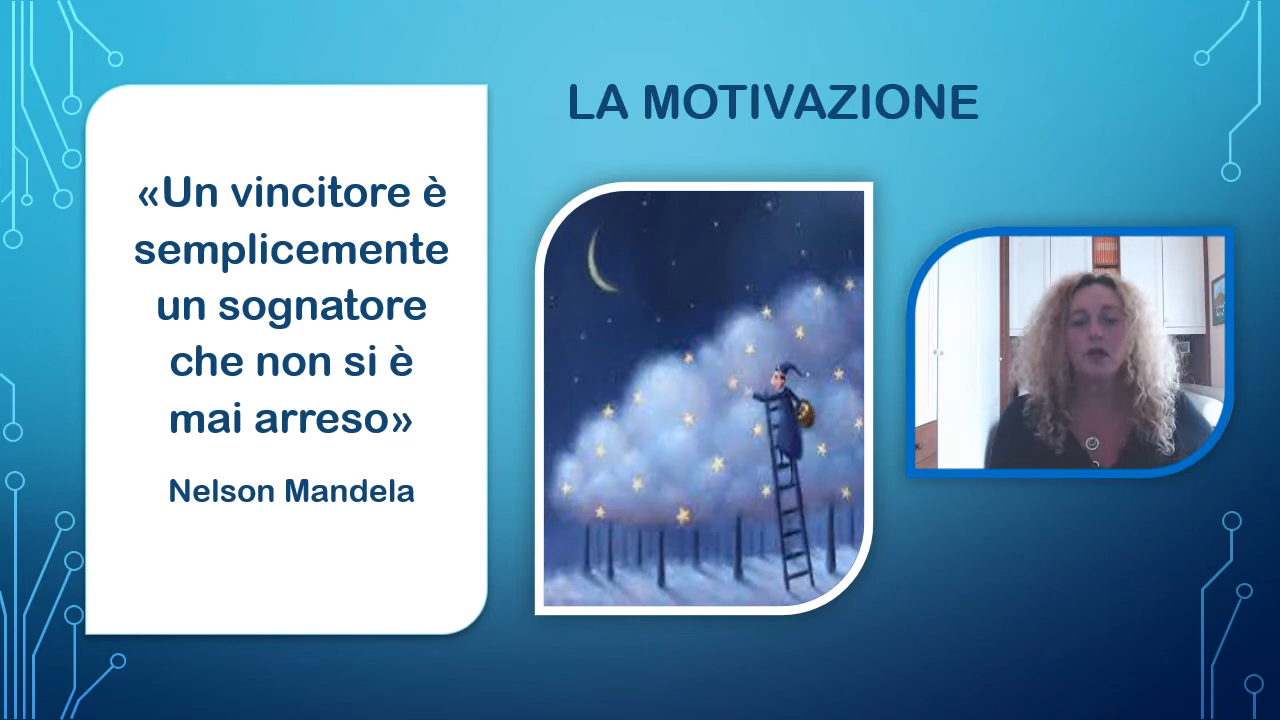 LA MOTIVAZIONE
«Un vincitore è
semplicemente
un sognatore
che non si è
mai arreso»
Nelson Mandela